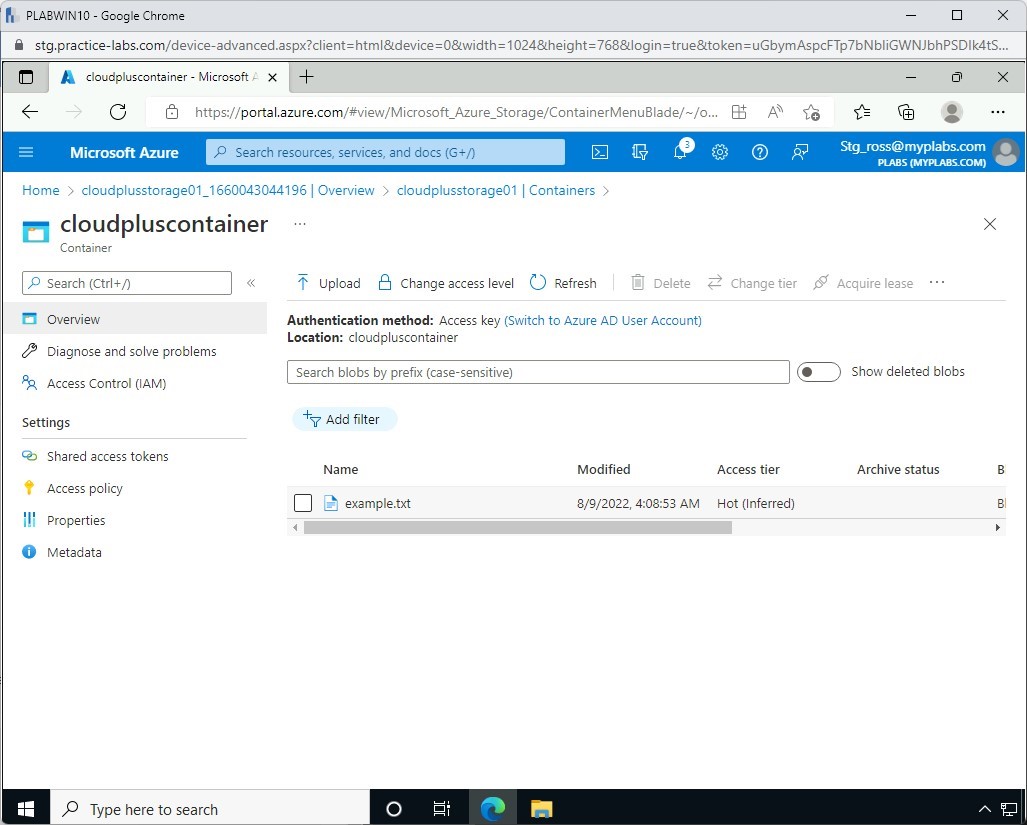 PLABWIN10 - Google Chrome
stg.practice-labs.com/device-advanced.aspx?client=html&device=0&width=1024&height=768&login=true&token=uGbymAspcFTp7bNbIiGWNJbhPSDIk4tS...
cloudpluscontainer - Microsoft A
https://portal.azure.com/#view/Microsoft_Azure_Storage/ContainerMenuBlade/~/o...
Microsoft Azure
Search resources, services, and docs (G+/)
3
Stg_ross@myplabs.com
PLABS (MYPLABS.COM)
Home > cloudplusstorage01_1660043044196 | Overview > cloudplusstorage01 | Containers >
cloudpluscontainer ...
Container
Search (Ctrl+/) «
Upload Change access level Refresh Delete Change tier Acquire lease ...
Overview
Diagnose and solve problems
Access Control (IAM)
Settings
Shared access tokens
Access policy
Properties
Metadata
Authentication method: Access key (Switch to Azure AD User Account)
Location: cloudpluscontainer
Search blobs by prefix (case-sensitive)
Show deleted blobs
Add filter
Name Modified Access tier Archive status Bl
example.txt 8/9/2022, 4:08:53 AM Hot (Inferred) Bl
Type here to search